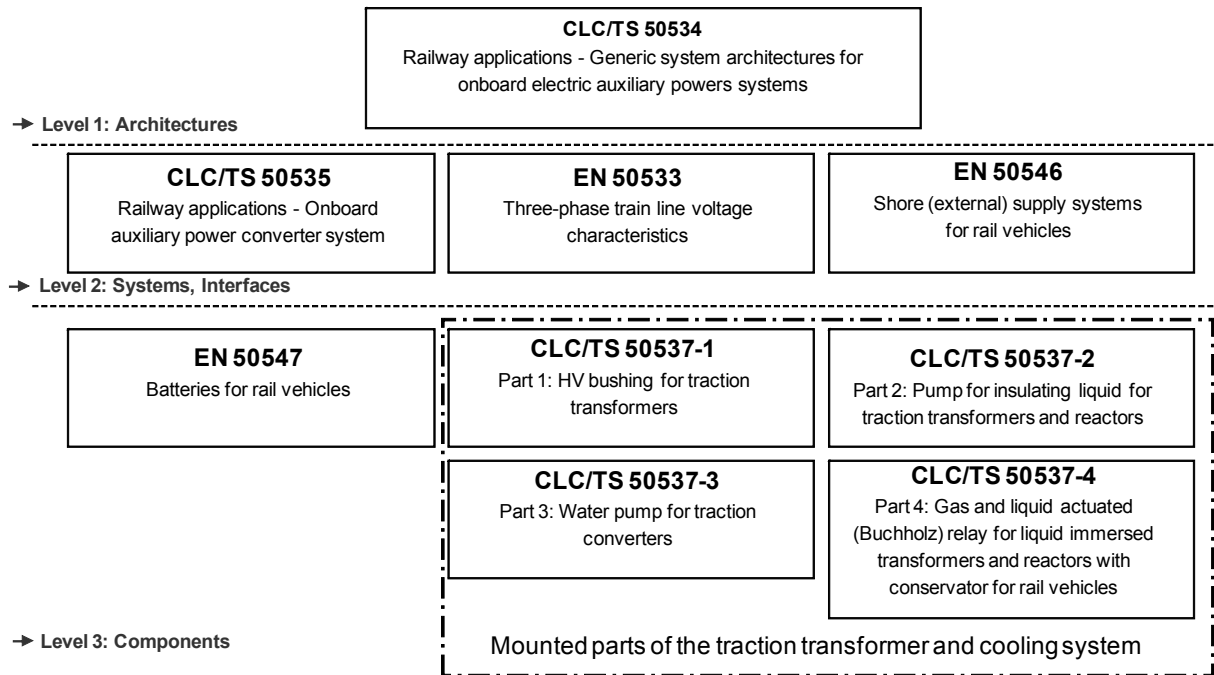 CLC/TS 50534
Railway applications - Generic system architectures for
onboard electric auxiliary powers systems
Level 1: Architectures
CLC/TS 50535
Railway applications - Onboard
auxiliary power converter system
EN 50533
Three-phase train line voltage
characteristics
EN 50546
Shore (external) supply systems
for rail vehicles
Level 2: Systems, Interfaces
EN 50547
Batteries for rail vehicles
CLC/TS 50537-1
Part 1: HV bushing for traction
transformers
CLC/TS 50537-2
Part 2: Pump for insulating liquid for
traction transformers and reactors
CLC/TS 50537-3
Part 3: Water pump for traction
converters
CLC/TS 50537-4
Part 4: Gas and liquid actuated
(Buchholz) relay for liquid immersed
transformers and reactors with
conservator for rail vehicles
Level 3: Components
Mounted parts of the traction transformer and cooling system